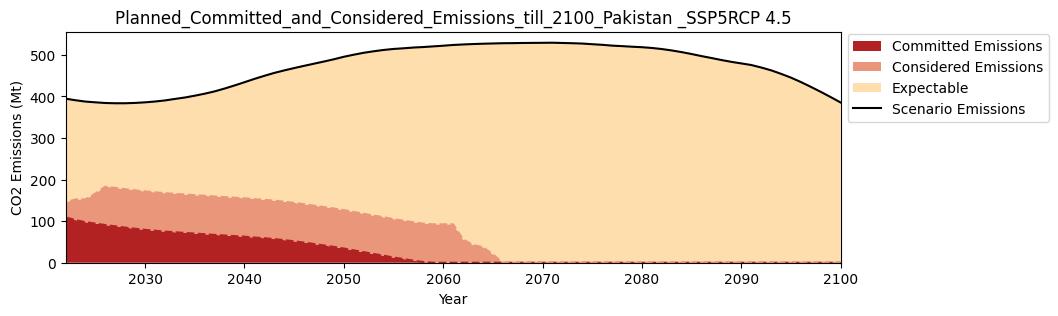 Planned_Committed_and_Considered_Emissions_till_2100_Pakistan _SSP5RCP 4.5
CO2 Emissions (Mt)
500
400
300
200
100
0
2030 2040 2050 2060 2070 2080 2090 2100
Year
Committed Emissions
Considered Emissions
Expectable
Scenario Emissions